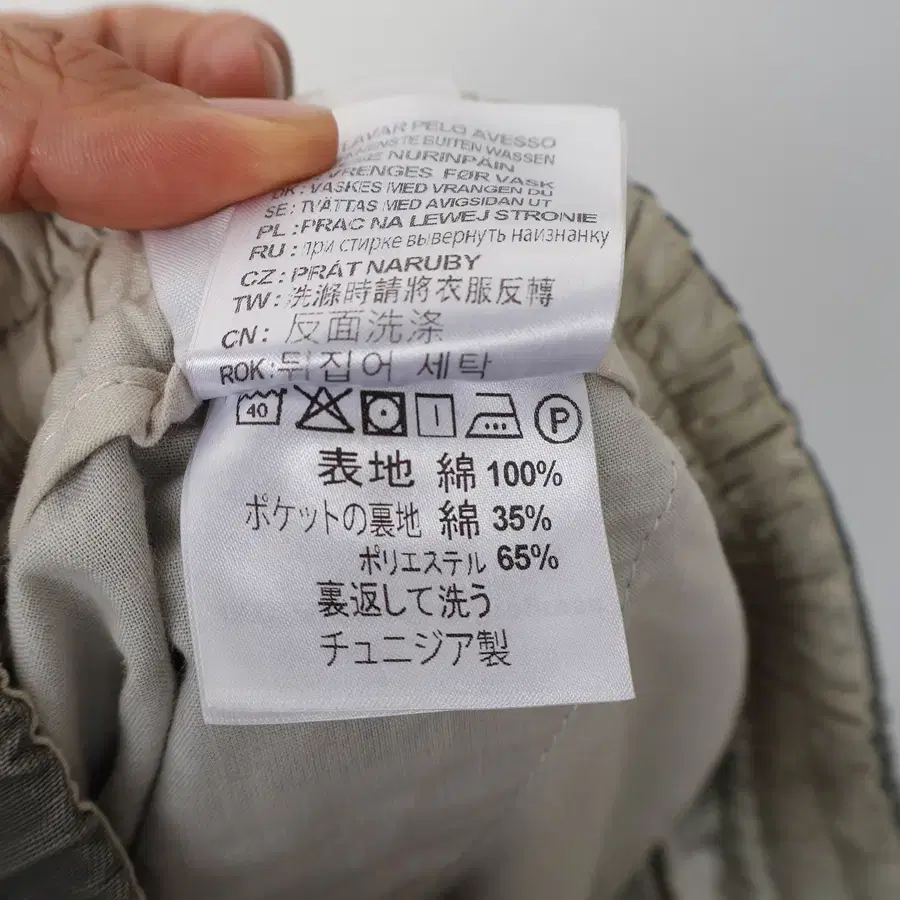 LAVAR PELO AVESSO
BUITEN WASSEN
NURINPÄIN
VRENGES FØR VASK
DK: VASKES MED VRANGEN DU
SE: TVÄTTAS MED AVIGSIDAN UT
PL: PRAC NA LEWEJ STRONIE
RU: при стирке вывернуть наизнанку
CZ: PRÁT NARUBY
TW: 洗滌時請將衣服反轉
CN: 反面洗涤
ROK: 뒤집어 세탁
40 P
表地 綿 100%
ポケットの裏地 綿 35%
ポリエステル 65%
裏返して洗う
チュニジア製